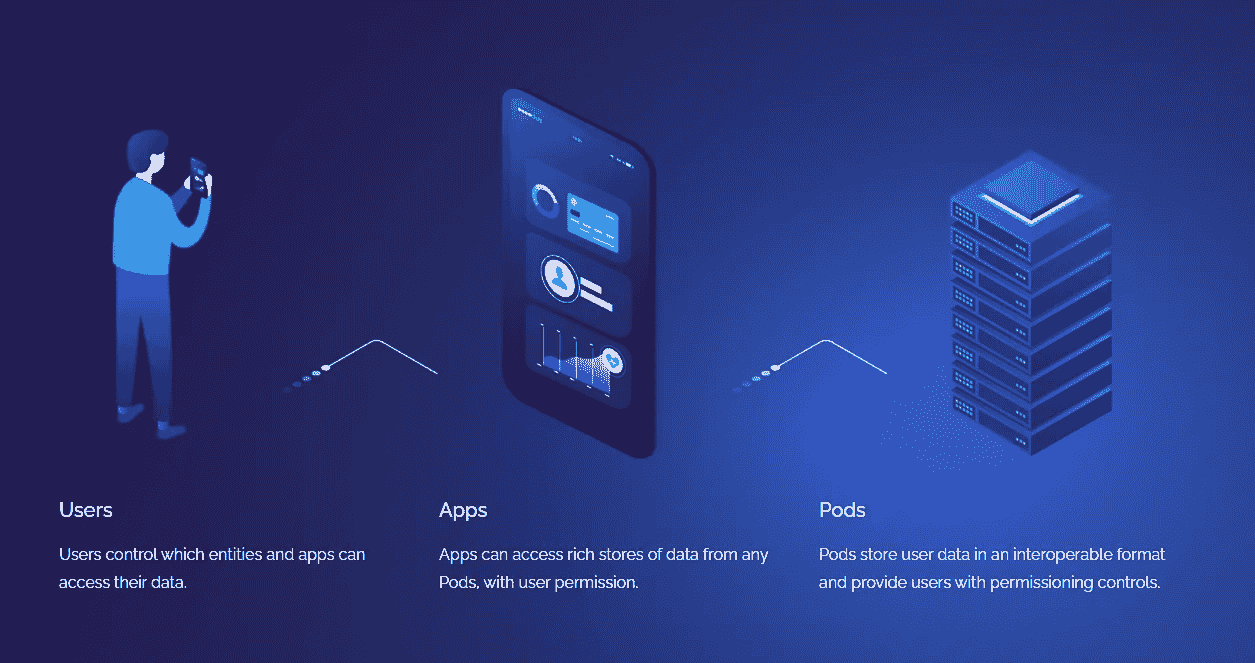 Users
Users control which entities and apps can
access their data.
Apps
Apps can access rich stores of data from any
Pods, with user permission.
Pods
Pods store user data in an interoperable format
and provide users with permissioning controls.